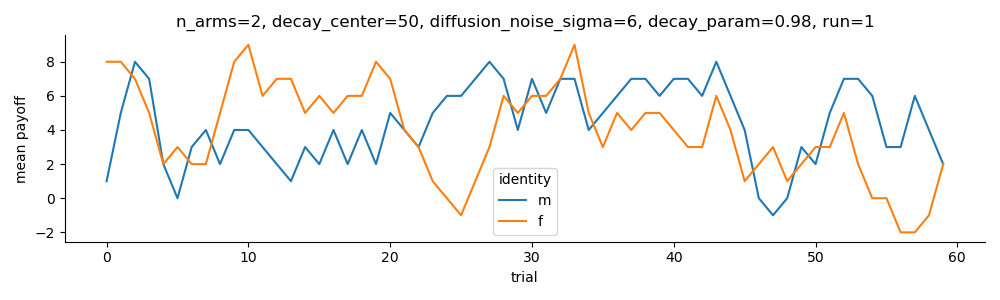 n_arms=2, decay_center=50, diffusion_noise_sigma=6, decay_param=0.98, run=1
mean payoff
8
6
4
2
0
−2
identity
m
f
0
10
20
30
40
50
60
trial